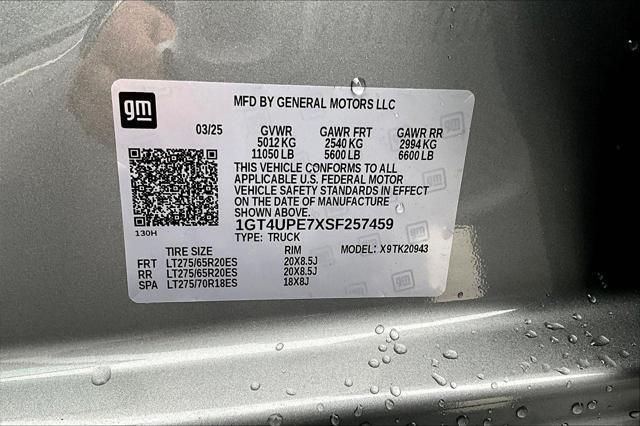 gm
MFD BY GENERAL MOTORS LLC
03/25 GVWR GAWR FRT GAWR RR
5012 KG 2540 KG 2994 KG
11050 LB 5600 LB 6600 LB
THIS VEHICLE CONFORMS TO ALL
APPLICABLE U.S. FEDERAL MOTOR
VEHICLE SAFETY STANDARDS IN EFFECT
ON THE DATE OF MANUFACTURE
SHOWN ABOVE.
1GT4UPE7XSF257459
130H
TYPE: TRUCK
TIRE SIZE RIM MODEL: X9TK20943
FRT LT275/65R20ES 20X8.5J
RR LT275/65R20ES 20X8.5J
SPA LT275/70R18ES 18X8J